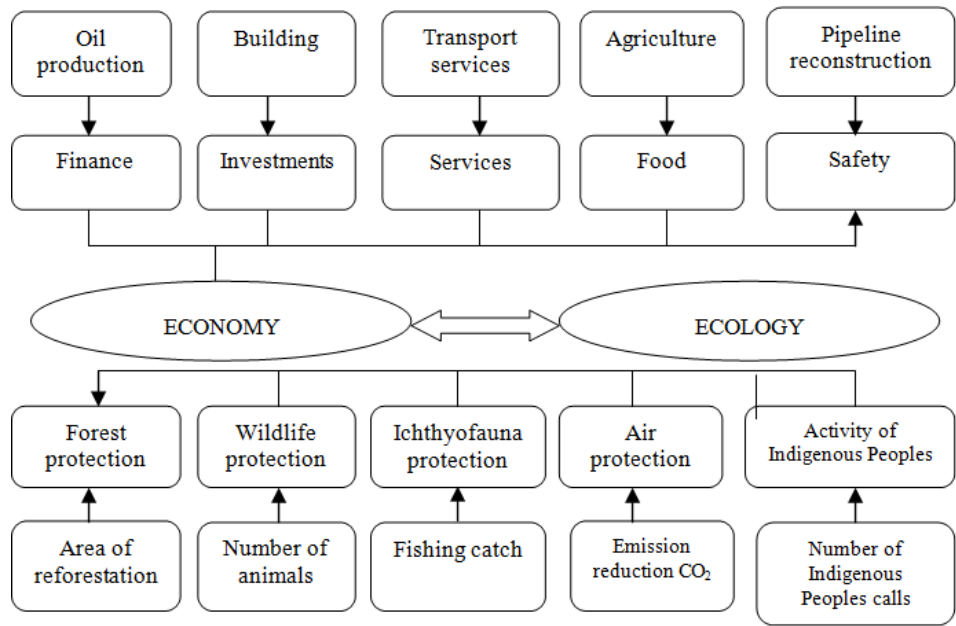 Oil
production
Building
Transport
services
Agriculture
Pipeline
reconstruction
Finance
Investments
Services
Food
Safety
ECONOMY
ECOLOGY
Forest
protection
Wildlife
protection
Ichthyofauna
protection
Air
protection
Activity of
Indigenous Peoples
Area of
reforestation
Number of
animals
Fishing catch
Emission
reduction CO₂
Number of
Indigenous
Peoples calls